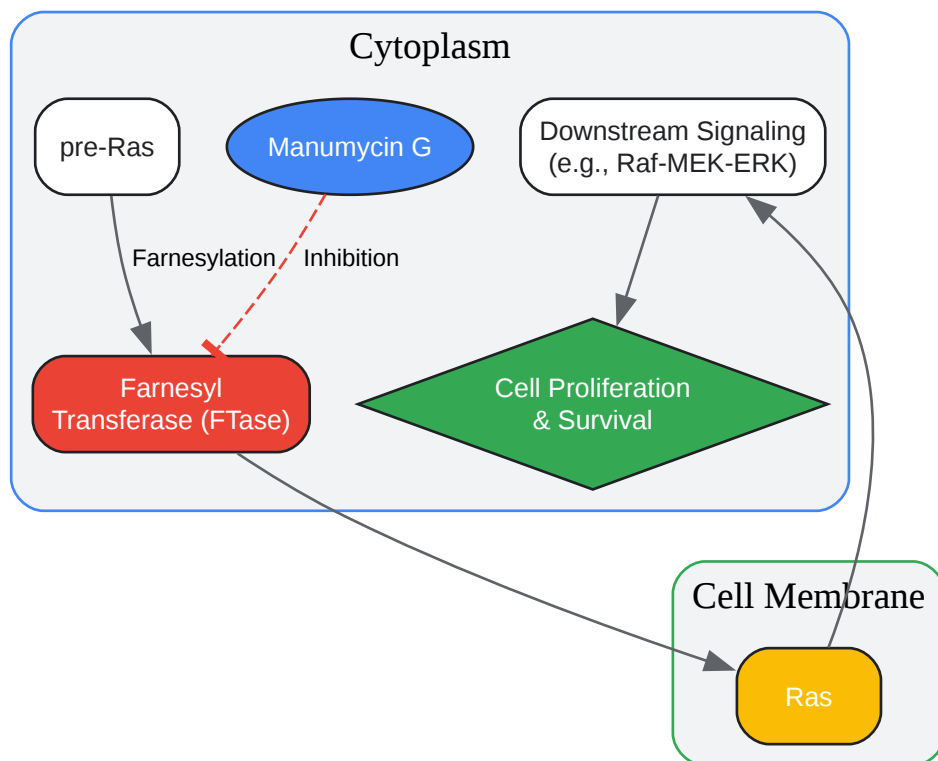 Cytoplasm
pre-Ras
Manumycin G
Downstream Signaling
(e.g., Raf-MEK-ERK)
Farnesylation
Inhibition
Farnesyl
Transferase (FTase)
Cell Proliferation
& Survival
Cell Membrane
Ras